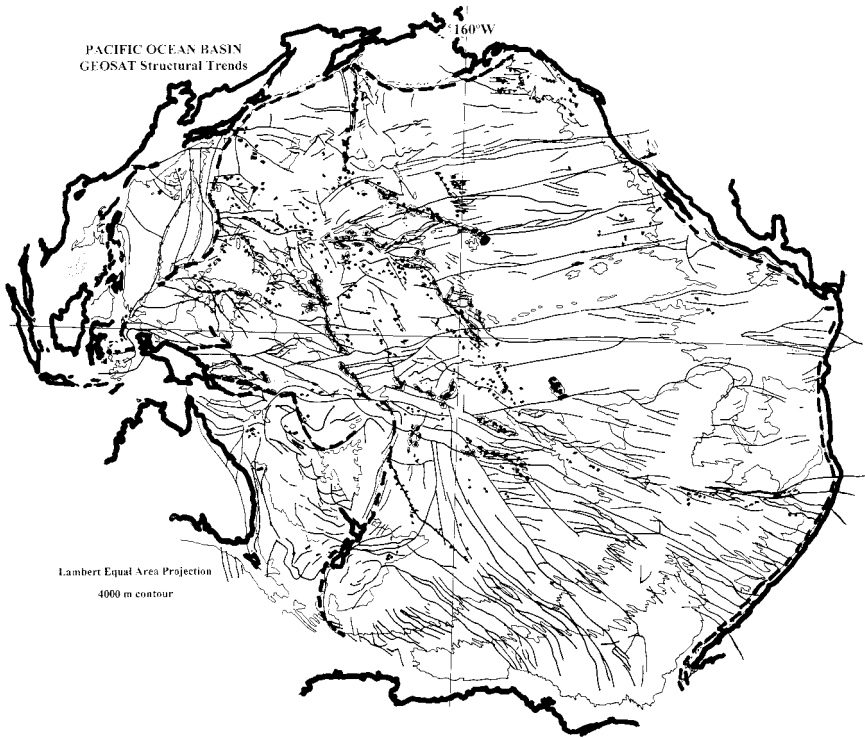 160°W
PACIFIC OCEAN BASIN
GEOSAT Structural Trends
Lambert Equal Area Projection
4000 m contour